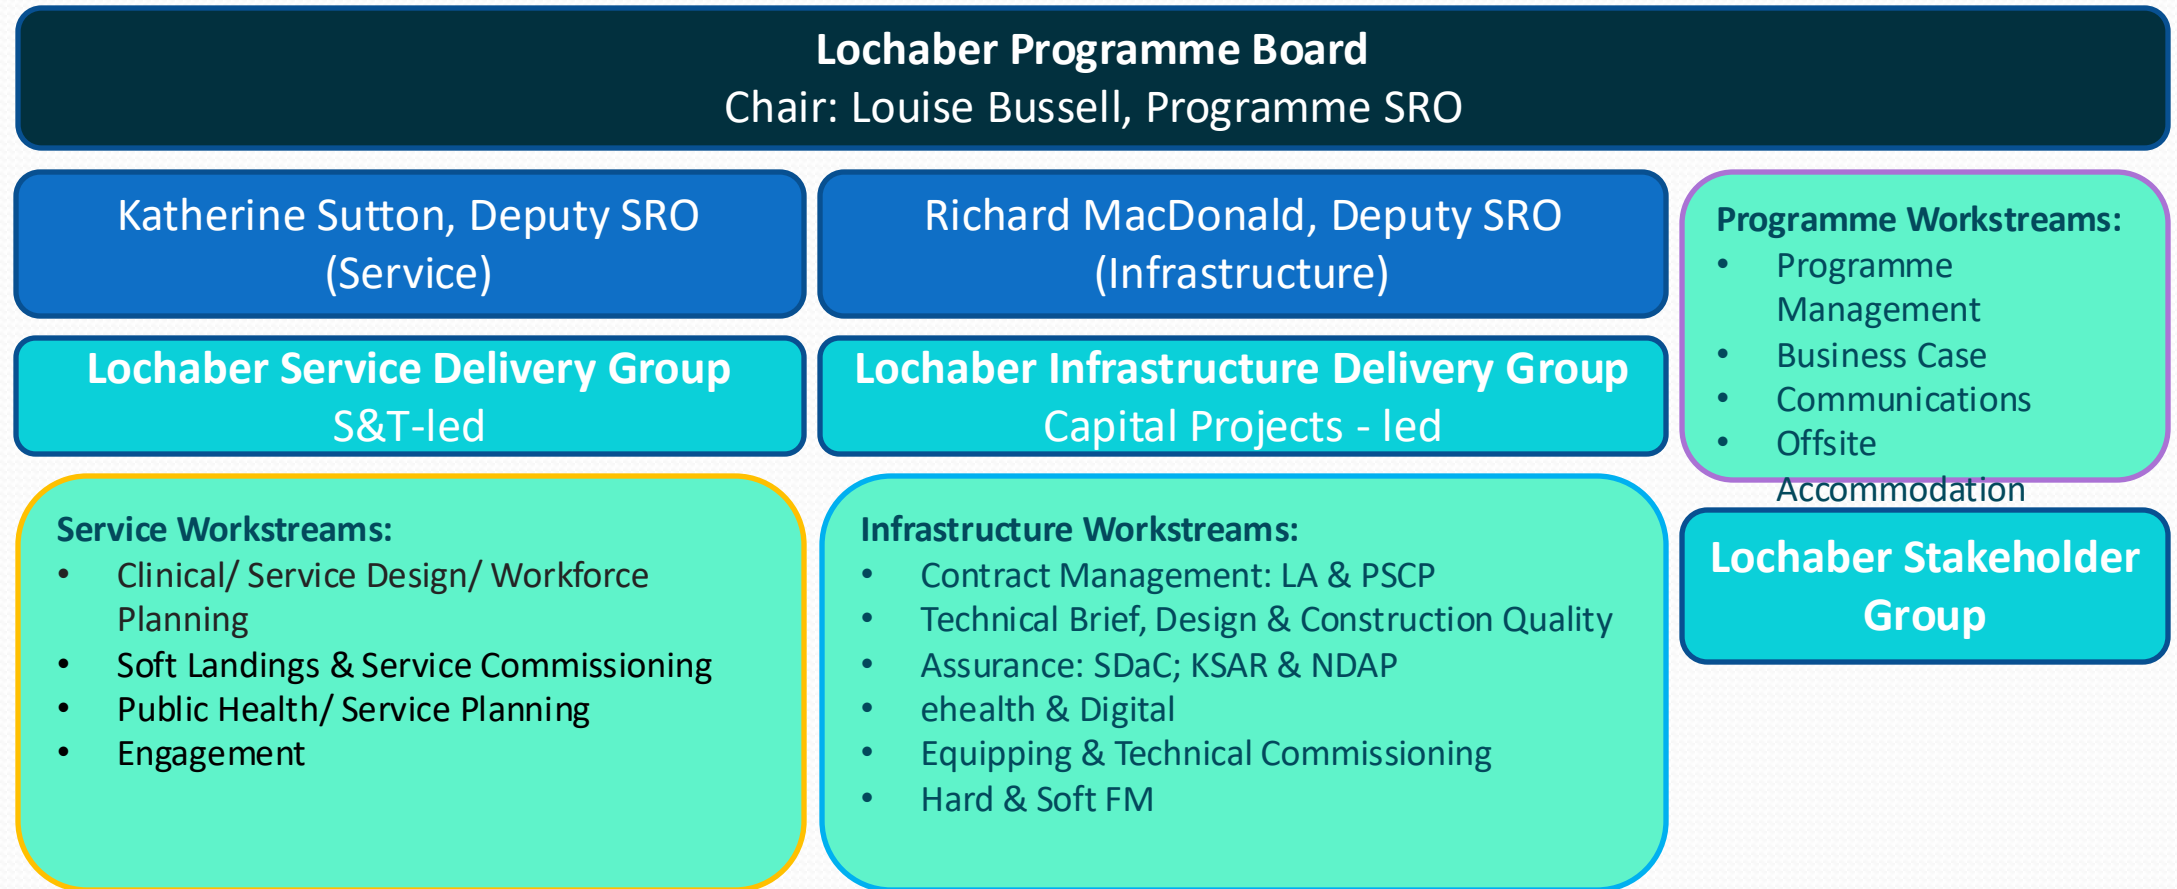 Lochaber Programme Board
Chair: Louise Bussell, Programme SRO
Katherine Sutton, Deputy SRO
(Service)
Richard MacDonald, Deputy SRO
(Infrastructure)
Programme Workstreams:
• Programme
Management
• Business Case
• Communications
• Offsite
Accommodation
Lochaber Service Delivery Group
S&T-led
Lochaber Infrastructure Delivery Group
Capital Projects - led
Service Workstreams:
• Clinical/ Service Design/ Workforce
Planning
• Soft Landings & Service Commissioning
• Public Health/ Service Planning
• Engagement
Infrastructure Workstreams:
• Contract Management: LA & PSCP
• Technical Brief, Design & Construction Quality
• Assurance: SDaC; KSAR & NDAP
• ehealth & Digital
• Equipping & Technical Commissioning
• Hard & Soft FM
Lochaber Stakeholder
Group